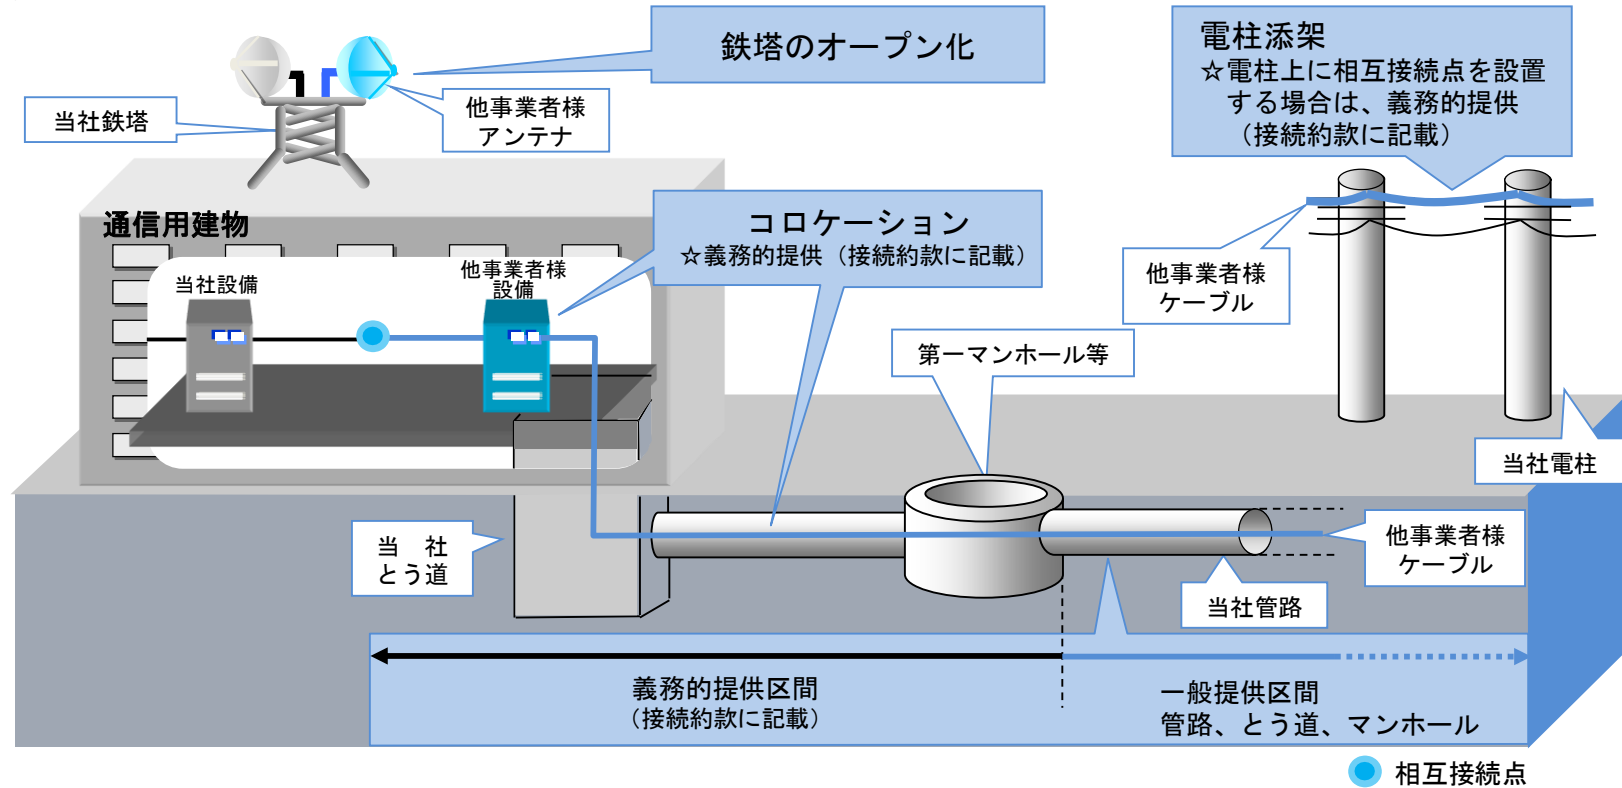 鉄塔のオープン化
電柱添架
☆電柱上に相互接続点を設置
する場合は、義務的提供
（接続約款に記載）
当社鉄塔
他事業者様
アンテナ
通信用建物
コロケーション
☆義務的提供（接続約款に記載）
当社設備
他事業者様
設備
他事業者様
ケーブル
第一マンホール等
当社電柱
当　社
とう道
他事業者様
ケーブル
当社管路
義務的提供区間
（接続約款に記載）
一般提供区間
管路、とう道、マンホール
相互接続点